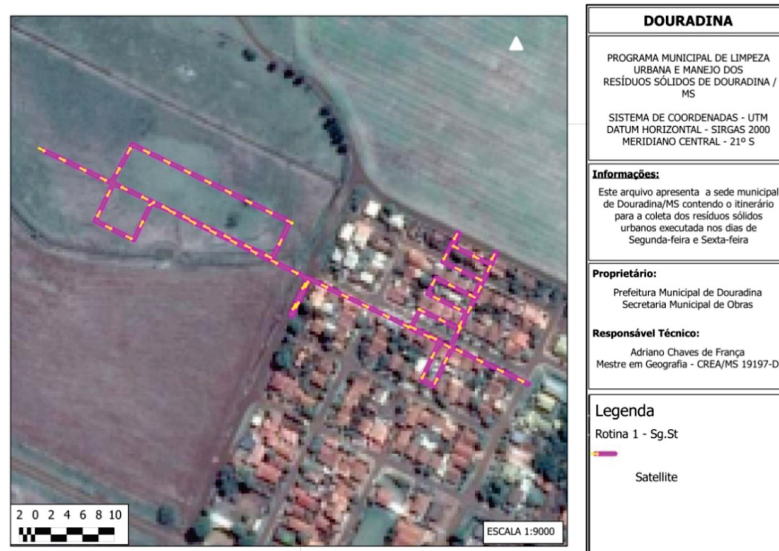 DOURADINA
PROGRAMA MUNICIPAL DE LIMPEZA
URBANA E MANEJO DOS
RESÍDUOS SÓLIDOS DE DOURADINA /
MS
SISTEMA DE COORDENADAS - UTM
DATUM HORIZONTAL - SIRGAS 2000
MERIDIANO CENTRAL - 21º S
Informações:
Este arquivo apresenta a sede municipal
de Douradina/MS contendo o itinerário
para a coleta dos resíduos sólidos
urbanos executada nos dias de
Segunda-feira e Sexta-feira
Proprietário:
Prefeitura Municipal de Douradina
Secretaria Municipal de Obras
Responsável Técnico:
Adriano Chaves de França
Mestre em Geografia - CREA/MS 19197-D
Legenda
Rotina 1 - Sg.St
Satellite
2 0 2 4 6 8 10
ESCALA 1:9000